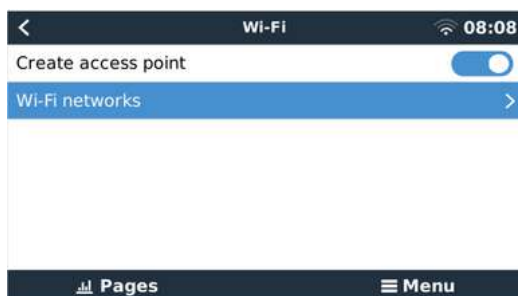 Wi-Fi 08:08
Create access point
Wi-Fi networks
Pages Menu